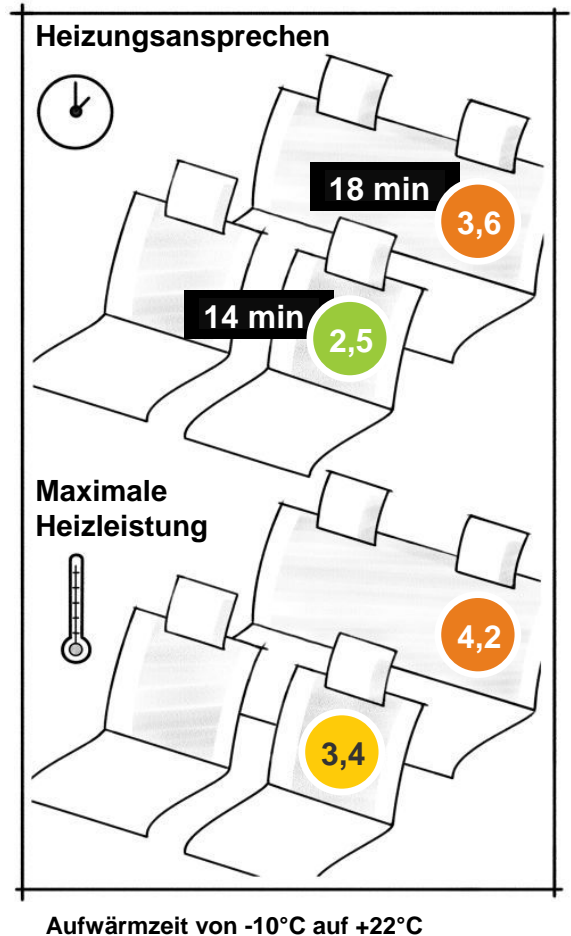 Heizungsansprechen
18 min
3,6
14 min
2,5
Maximale
Heizleistung
4,2
3,4
Aufwärmzeit von -10°C auf +22°C